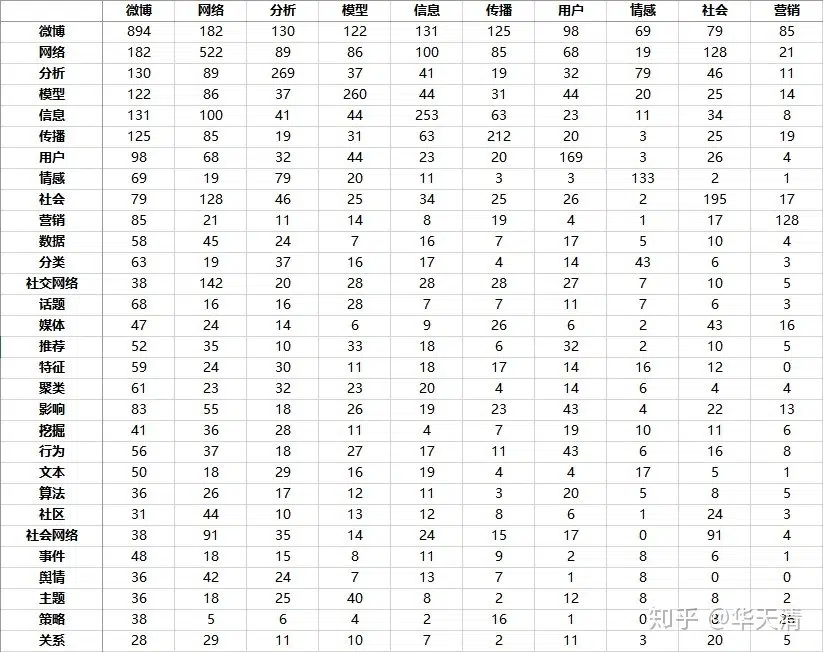 微博 网络 分析 模型 信息 传播 用户 情感 社会 营销
微博 894 182 130 122 131 125 98 69 79 85
网络 182 522 89 86 100 85 68 19 128 21
分析 130 89 269 37 41 19 32 79 46 11
模型 122 86 37 260 44 31 44 20 25 14
信息 131 100 41 44 253 63 23 11 34 8
传播 125 85 19 31 63 212 20 3 25 19
用户 98 68 32 44 23 20 169 3 26 4
情感 69 19 79 20 11 3 3 133 2 1
社会 79 128 46 25 34 25 26 2 195 17
营销 85 21 11 14 8 19 4 1 17 128
数据 58 45 24 7 16 7 17 5 10 4
分类 63 19 37 16 17 4 14 43 6 3
社交网络 38 142 20 28 28 28 27 7 10 5
话题 68 16 16 28 7 7 11 7 6 3
媒体 47 24 14 6 9 26 6 2 43 16
推荐 52 35 10 33 18 6 32 2 10 5
特征 59 24 30 11 18 17 14 16 12 0
聚类 61 23 32 23 20 4 14 6 4 4
影响 83 55 18 26 19 23 43 4 22 13
挖掘 41 36 28 11 4 7 19 10 11 6
行为 56 37 18 27 17 11 43 6 16 8
文本 50 18 29 16 19 4 4 17 5 1
算法 36 26 17 12 11 3 20 5 8 5
社区 31 44 10 13 12 8 6 1 24 3
社会网络 38 91 35 14 24 15 17 0 91 4
事件 48 18 15 8 11 9 2 8 6 1
舆情 36 42 24 7 13 7 1 8 0 0
主题 36 18 25 40 8 2 12 8 8 2
策略 38 5 6 4 2 16 1 0 8
关系 28 29 11 10 7 2 11 3 20 5
知乎 @华天清